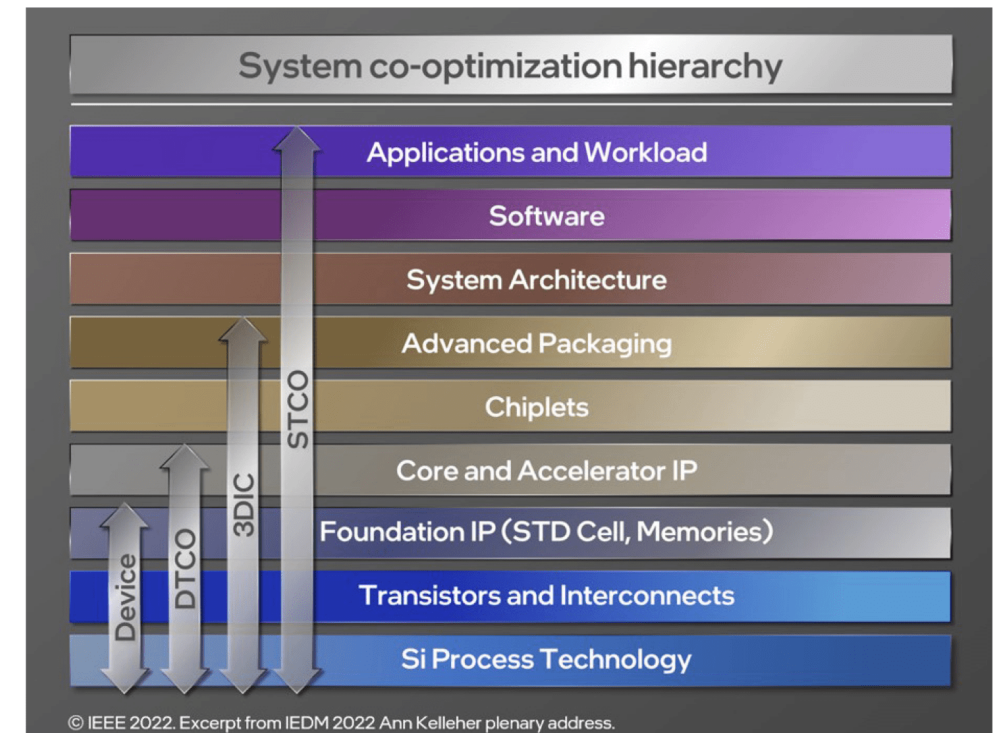 System co-optimization hierarchy
Applications and Workload
Software
System Architecture
Advanced Packaging
Chiplets
Core and Accelerator IP
Foundation IP (STD Cell, Memories)
Transistors and Interconnects
Si Process Technology
Device
DTCO
3DIC
STCO
© IEEE 2022. Excerpt from IEDM 2022 Ann Kelleher plenary address.